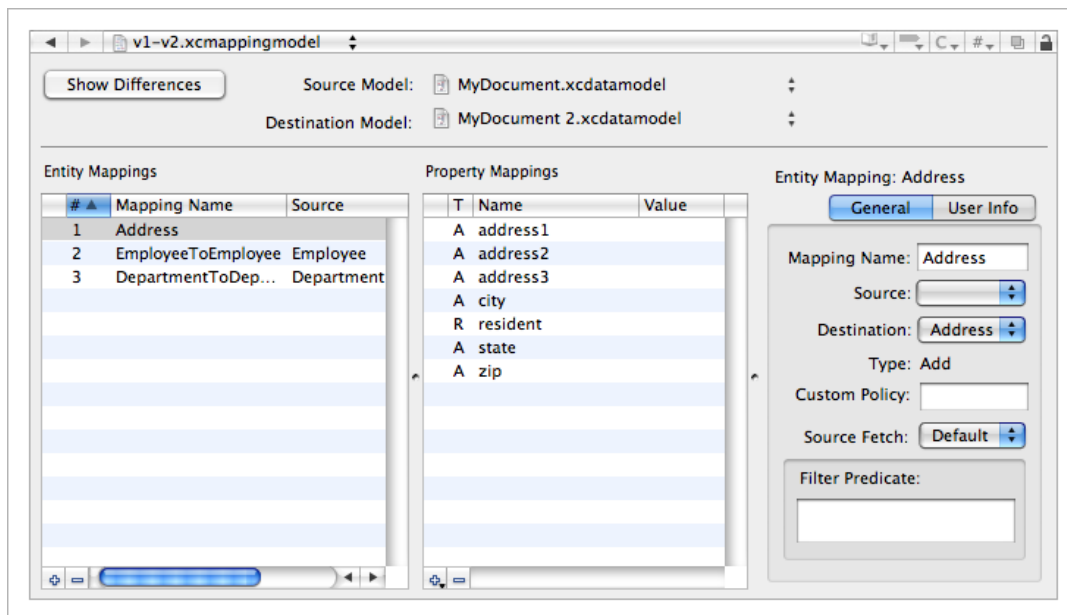 v1-v2.xcmappingmodel
C #
Show Differences Source Model: MyDocument.xcdatamodel
Destination Model: MyDocument 2.xcdatamodel
Entity Mappings
# Mapping Name Source
1 Address
2 EmployeeToEmployee Employee
3 DepartmentToDep... Department
Property Mappings
T Name Value
A address1
A address2
A address3
A city
R resident
A state
A zip
Entity Mapping: Address
General User Info
Mapping Name: Address
Source:
Destination: Address
Type: Add
Custom Policy:
Source Fetch: Default
Filter Predicate: